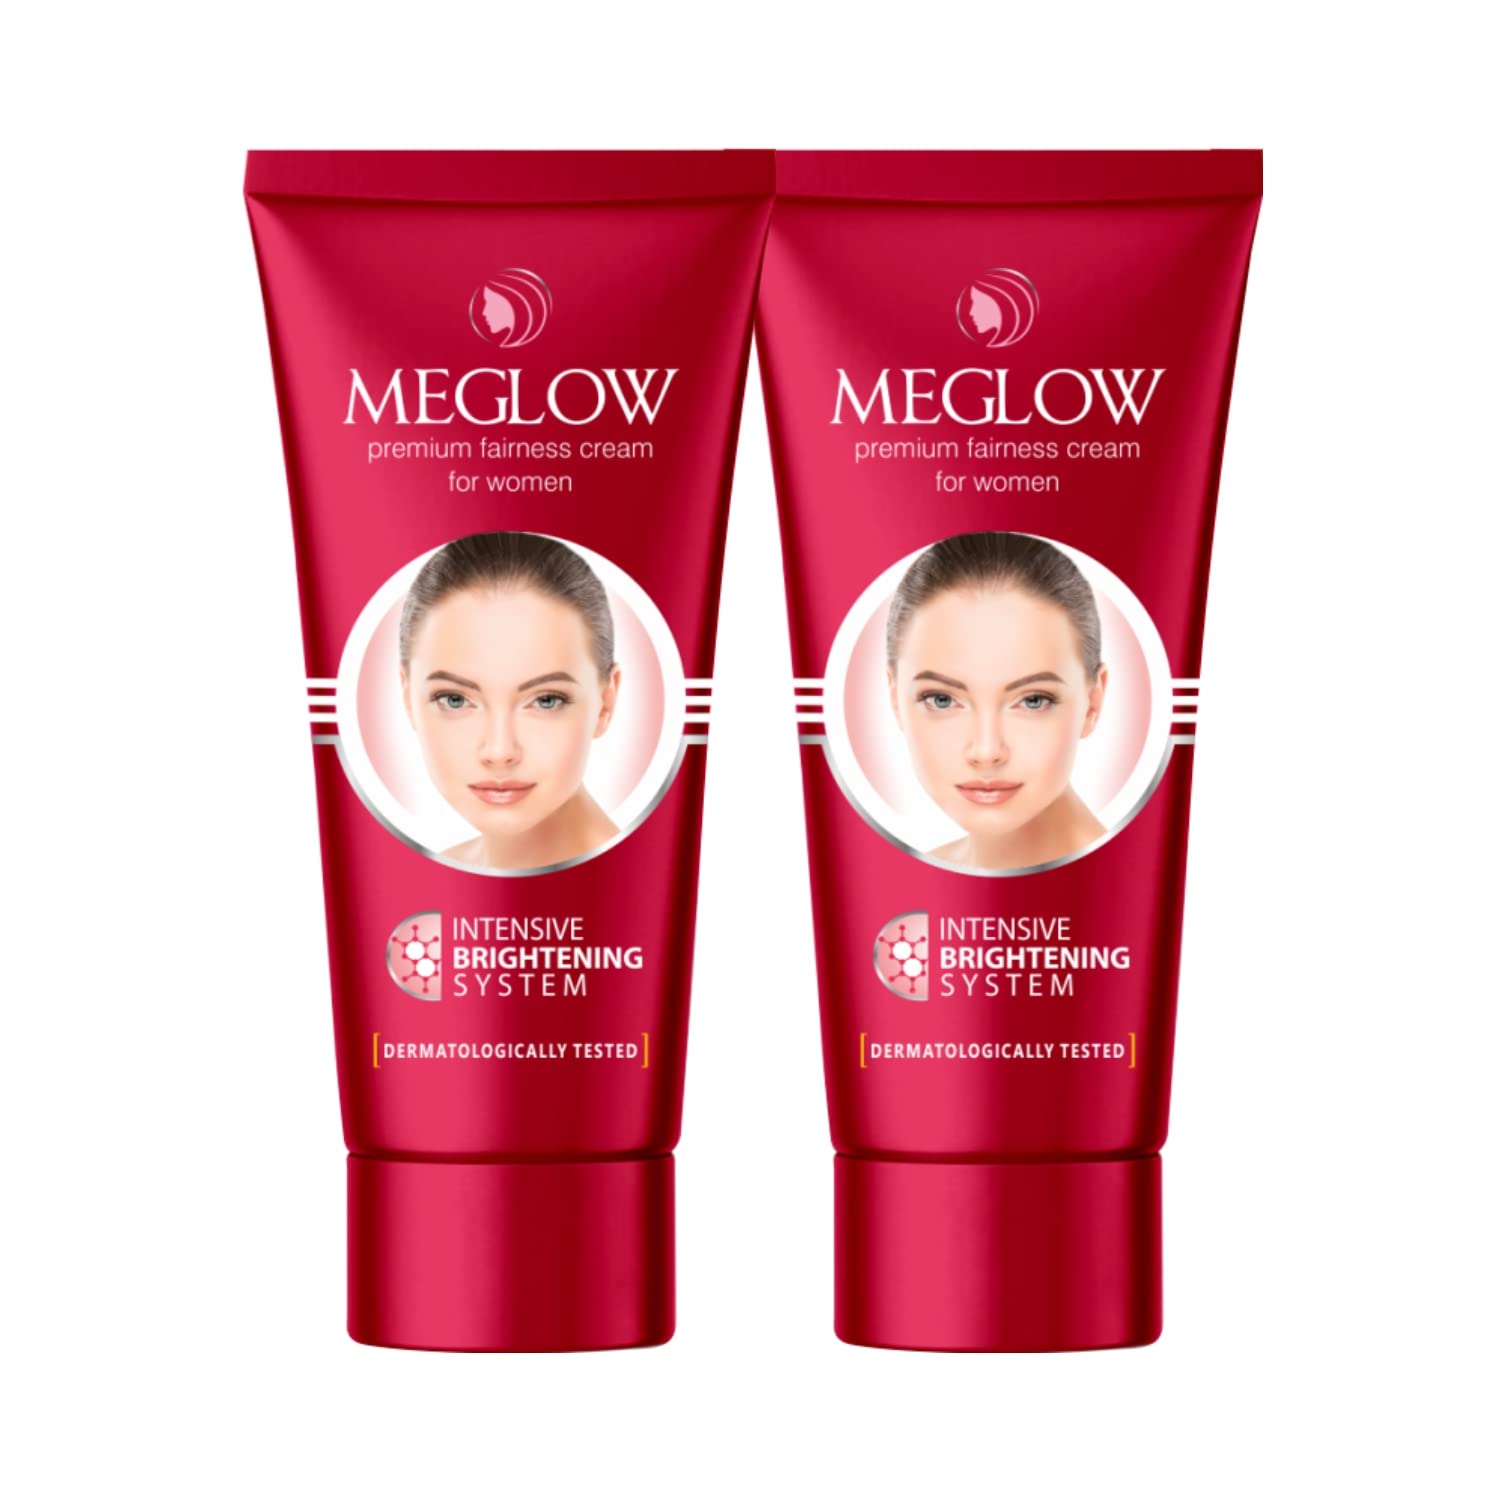 MEGLOW
premium fairness cream
for women
INTENSIVE
BRIGHTENING
SYSTEM
[DERMATOLOGICALLY TESTED]
MEGLOW
premium fairness cream
for women
INTENSIVE
BRIGHTENING
SYSTEM
[DERMATOLOGICALLY TESTED]